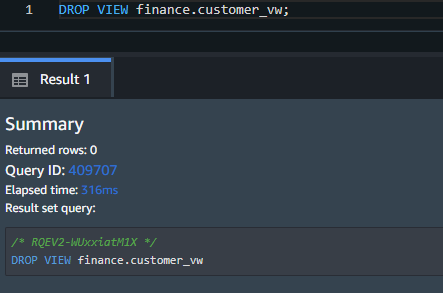 1 DROP VIEW finance.customer_vw;
Result 1
Summary
Returned rows: 0
Query ID: 409707
Elapsed time: 316ms
Result set query:
/* RQEV2-WUxxiatM1X */
DROP VIEW finance.customer_vw